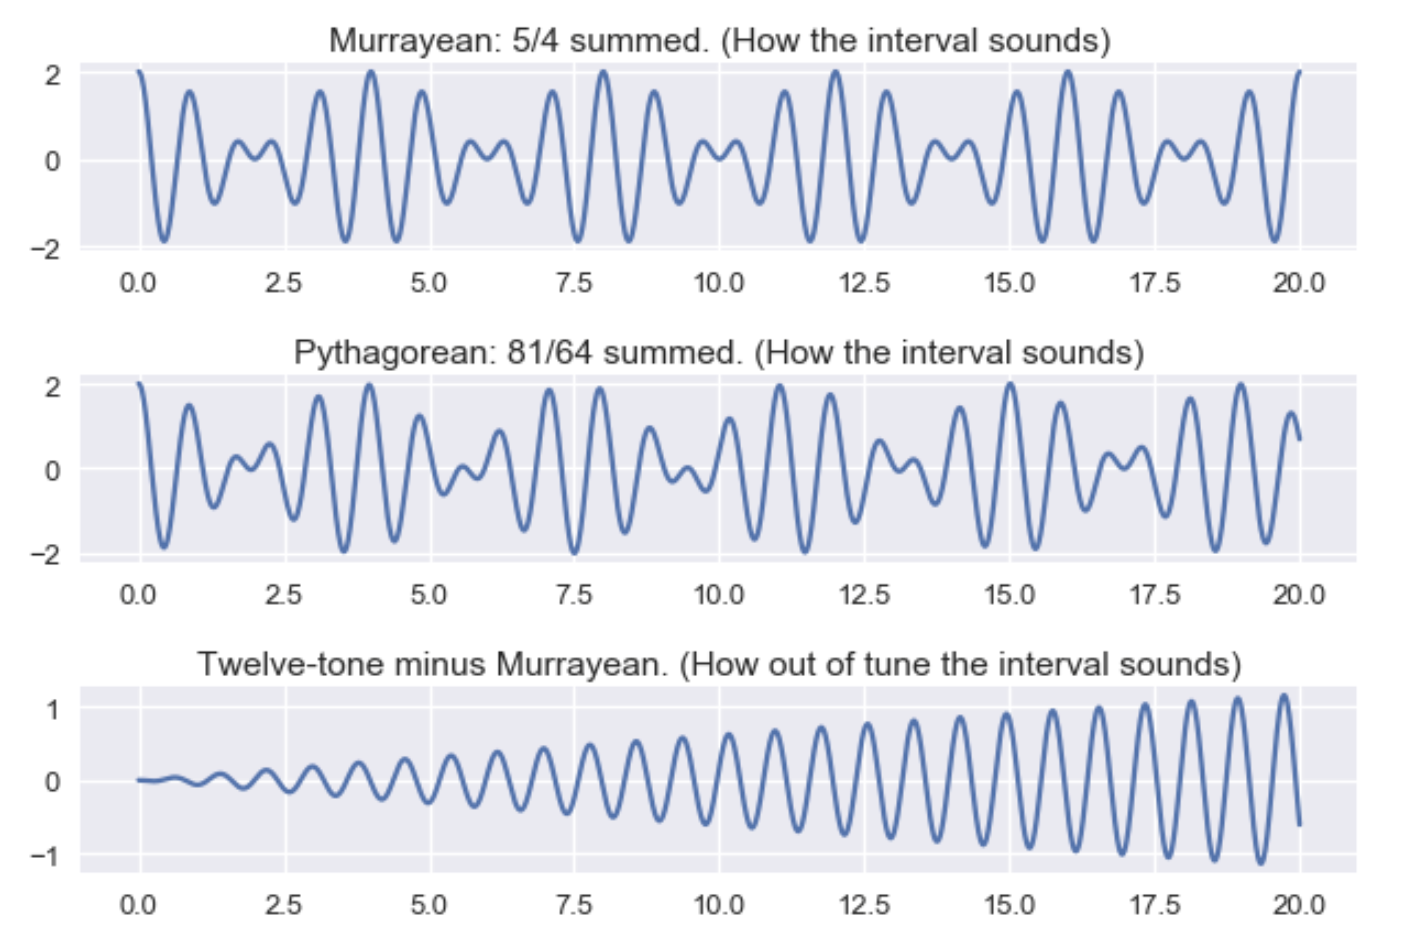 Murrayean: 5/4 summed. (How the interval sounds)
2
0
−2
0.0 2.5 5.0 7.5 10.0 12.5 15.0 17.5 20.0
Pythagorean: 81/64 summed. (How the interval sounds)
2
0
−2
0.0 2.5 5.0 7.5 10.0 12.5 15.0 17.5 20.0
Twelve-tone minus Murrayean. (How out of tune the interval sounds)
1
0
−1
0.0 2.5 5.0 7.5 10.0 12.5 15.0 17.5 20.0